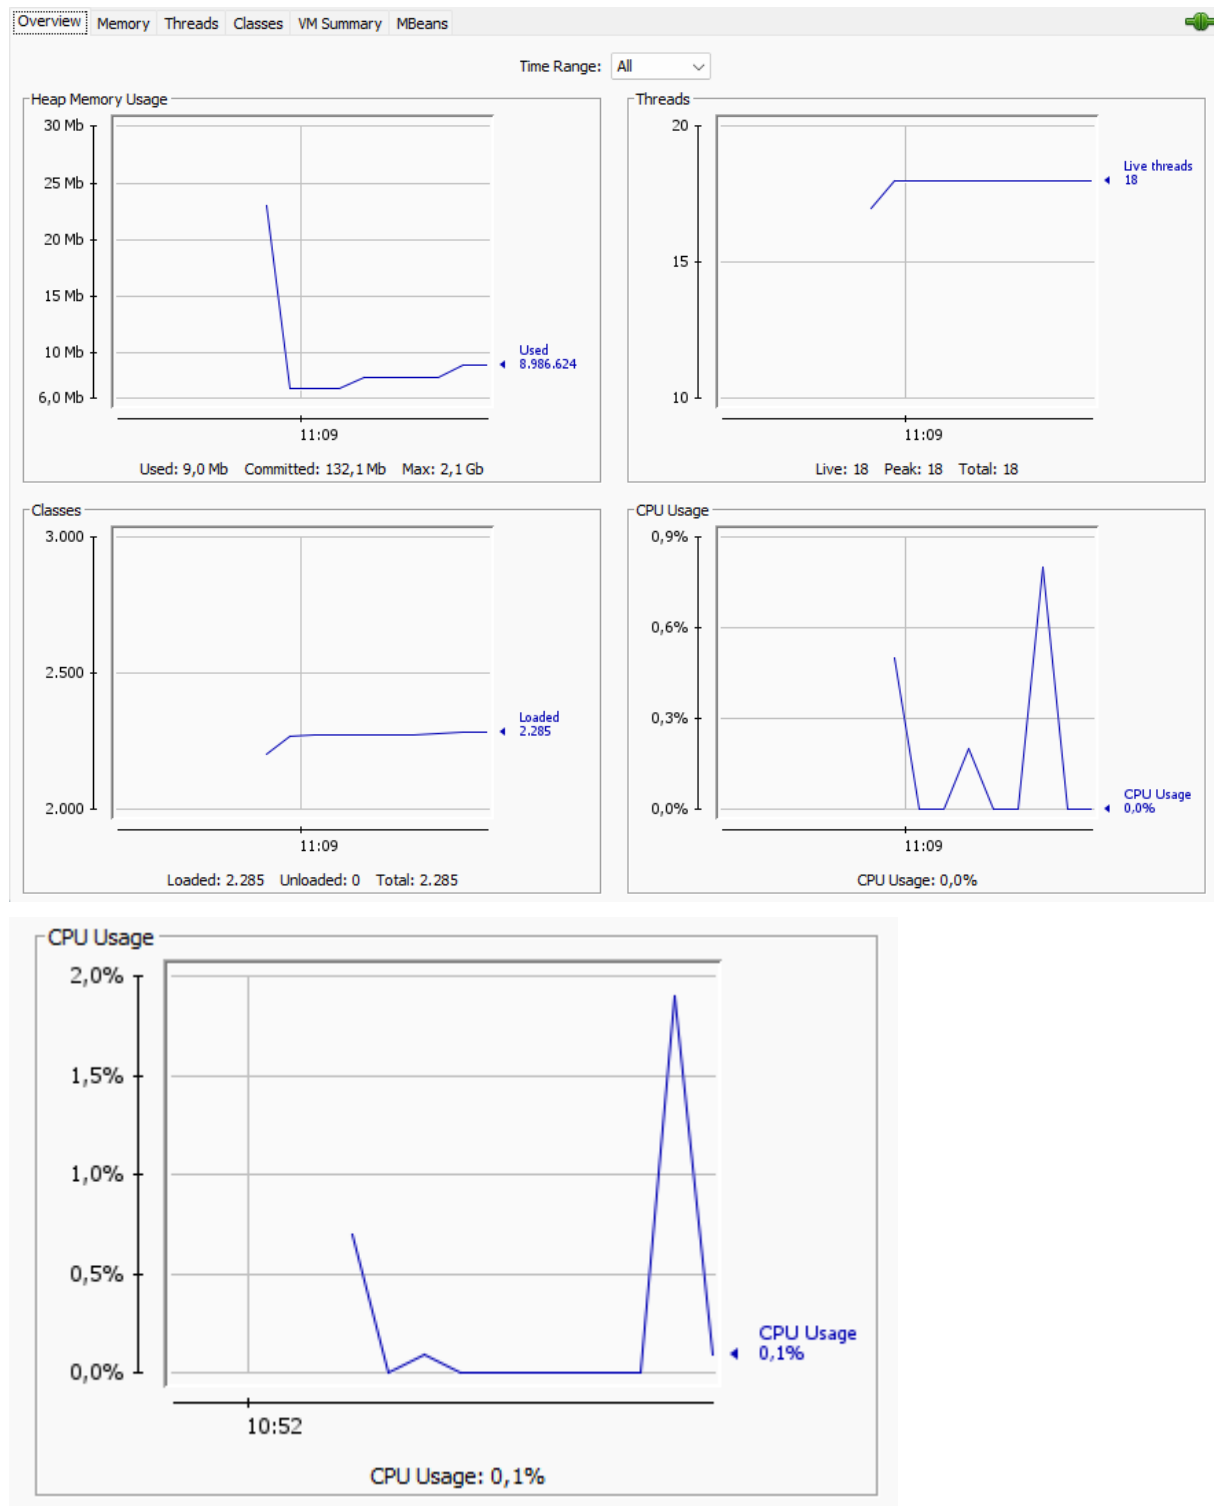 Overview Memory Threads Classes VM Summary MBeans
Time Range: All
Heap Memory Usage
30 Mb
25 Mb
20 Mb
15 Mb
10 Mb
6,0 Mb
Used
8.986.624
11:09
Used: 9,0 Mb Committed: 132,1 Mb Max: 2,1 Gb
Threads
20
15
10
Live threads
18
11:09
Live: 18 Peak: 18 Total: 18
Classes
3.000
2.500
2.000
Loaded
2.285
11:09
Loaded: 2.285 Unloaded: 0 Total: 2.285
CPU Usage
0,9%
0,6%
0,3%
0,0%
CPU Usage
0,0%
11:09
CPU Usage: 0,0%
CPU Usage
2,0%
1,5%
1,0%
0,5%
0,0%
CPU Usage
0,1%
10:52
CPU Usage: 0,1%